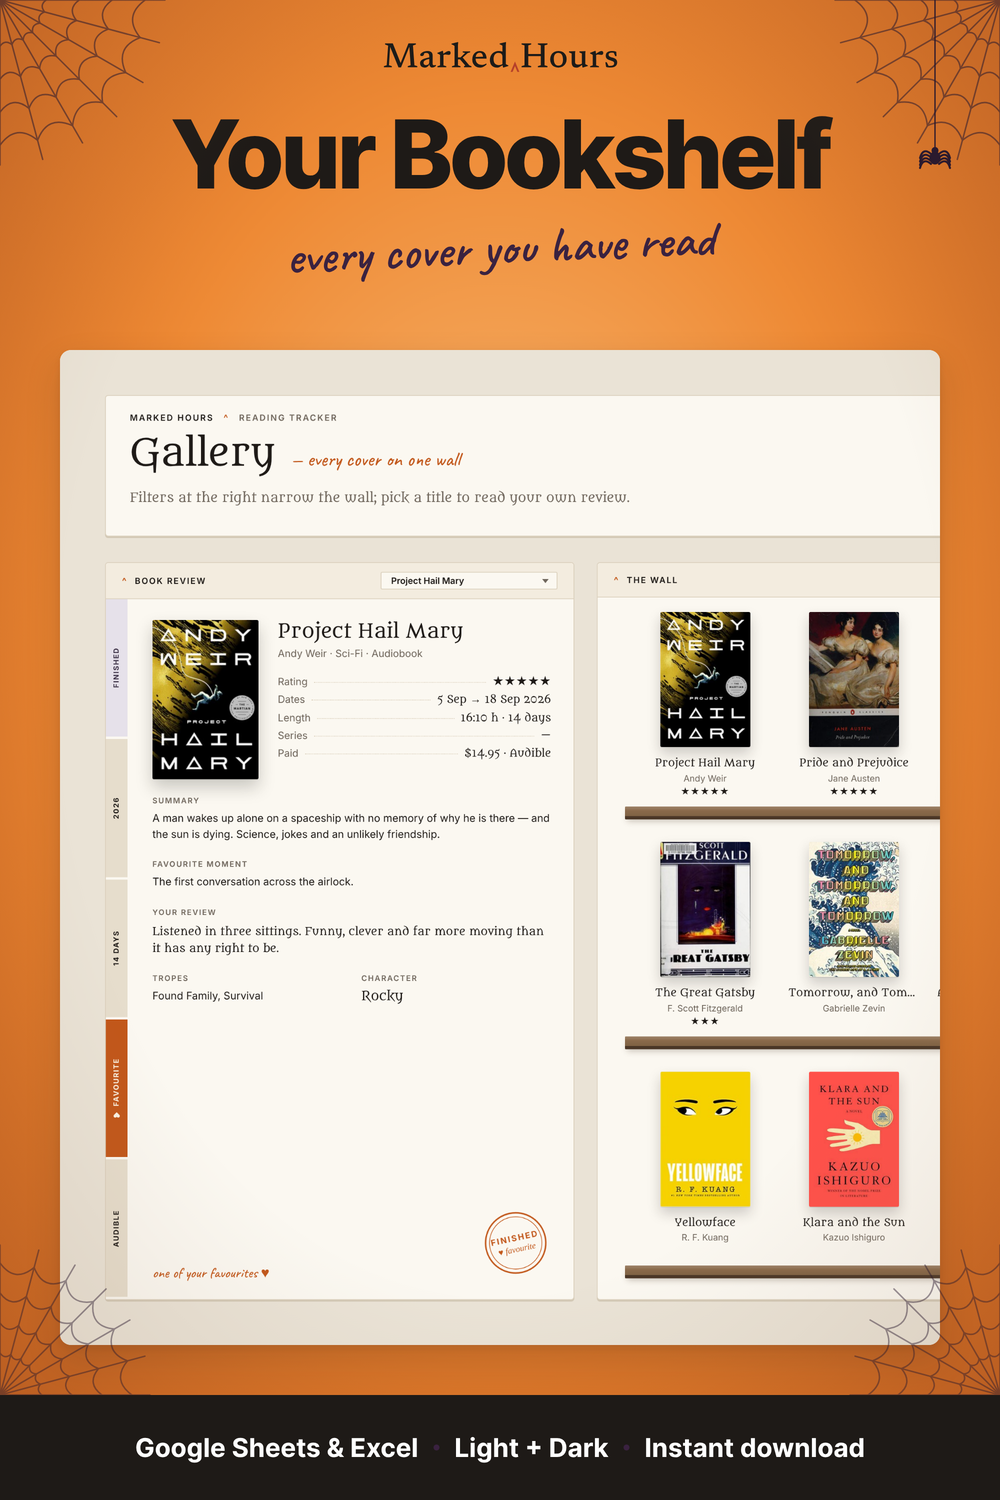 Marked^Hours
Your Bookshelf
every cover you have read
MARKED HOURS ^ READING TRACKER
Gallery — every cover on one wall
Filters at the right narrow the wall; pick a title to read your own review.
^ BOOK REVIEW
Project Hail Mary
FINISHED
2026
14 DAYS
♥ FAVOURITE
AUDIBLE
ANDY
WEIR
PROJECT
HAIL
MARY
Project Hail Mary
Andy Weir · Sci-Fi · Audiobook
Rating ★★★★★
Dates 5 Sep → 18 Sep 2026
Length 16:10 h · 14 days
Series —
Paid $14.95 · Audible
SUMMARY
A man wakes up alone on a spaceship with no memory of why he is there — and
the sun is dying. Science, jokes and an unlikely friendship.
FAVOURITE MOMENT
The first conversation across the airlock.
YOUR REVIEW
Listened in three sittings. Funny, clever and far more moving than
it has any right to be.
TROPES
Found Family, Survival
CHARACTER
Rocky
FINISHED
♥ favourite
one of your favourites ♥
^ THE WALL
ANDY
WEIR
PROJECT
HAIL
MARY
Project Hail Mary
Andy Weir
★★★★★
PENGUIN CLASSICS
JANE AUSTEN
Pride and Prejudice
Pride and Prejudice
Jane Austen
★★★★★
SCOTT
FITZGERALD
THE
GREAT GATSBY
The Great Gatsby
F. Scott Fitzgerald
★★★
TOMORROW
AND
TOMORROW
AND
TOMORROW
GABRIELLE
ZEVIN
Tomorrow, and Tom...
Gabrielle Zevin
YELLOWFACE
R. F. KUANG
Yellowface
R. F. Kuang
KLARA AND
THE SUN
A NOVEL
KAZUO
ISHIGURO
Klara and the Sun
Kazuo Ishiguro
Google Sheets & Excel • Light + Dark • Instant download